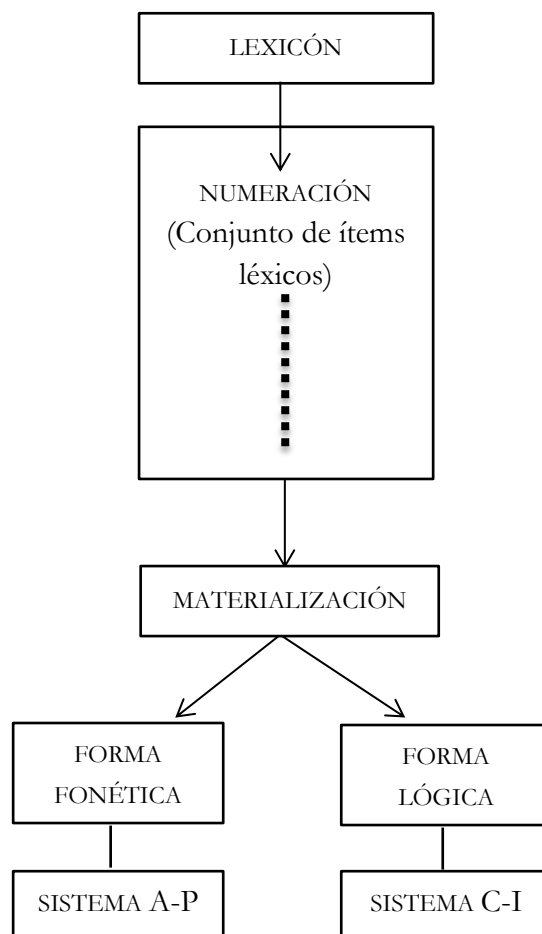 LEXICÓN
NUMERACIÓN
(Conjunto de ítems
léxicos)
MATERIALIZACIÓN
FORMA
FONÉTICA
FORMA
LÓGICA
SISTEMA A-P
SISTEMA C-I